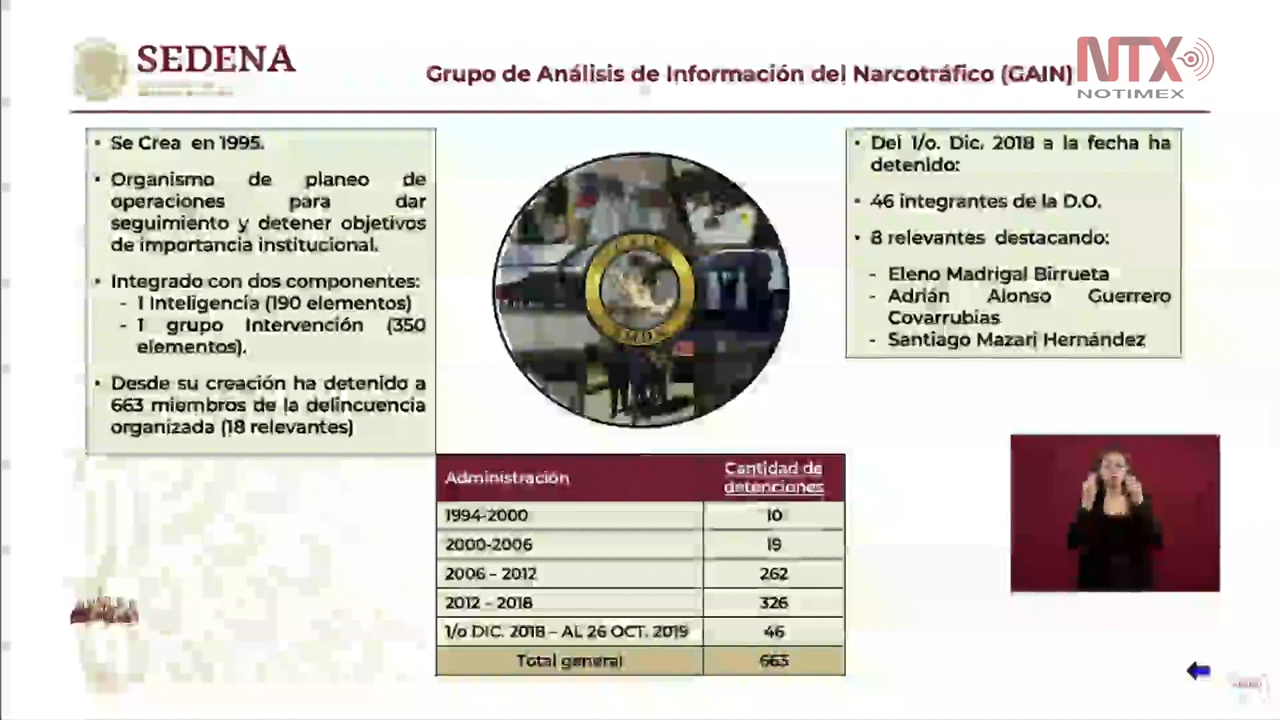 SEDENA
Grupo de Análisis de Información del Narcotráfico (GAIN)
NTX
NOTIMEX
• Se Crea en 1995.
• Organismo de planeo de
operaciones para dar
seguimiento y detener objetivos
de importancia institucional.
• Integrado con dos componentes:
- 1 Inteligencia (190 elementos)
- 1 grupo Intervención (350
elementos).
• Desde su creación ha detenido a
663 miembros de la delincuencia
organizada (18 relevantes)
• Del 1/o. Dic. 2018 a la fecha ha
detenido:
• 46 integrantes de la D.O.
• 8 relevantes destacando:
- Eleno Madrigal Birrueta
- Adrián Alonso Guerrero
Covarrubias
- Santiago Mazari Hernández
Administración Cantidad de
detenciones
1994-2000 10
2000-2006 19
2006 – 2012 262
2012 – 2018 326
1/o DIC. 2018 – AL 26 OCT. 2019 46
Total general 663